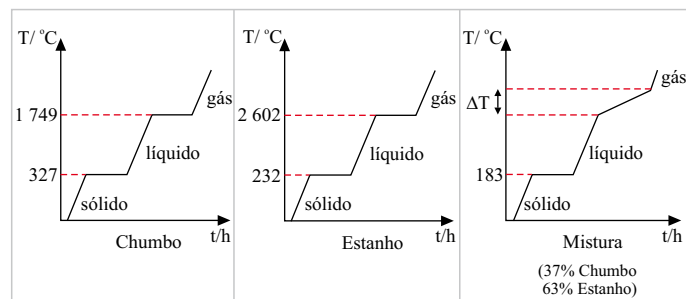 T/ °C
1 749
327
gás
líquido
sólido
t/h
Chumbo
T/ °C
2 602
232
gás
líquido
sólido
t/h
Estanho
T/ °C
ΔT
183
gás
líquido
sólido
t/h
Mistura
(37% Chumbo
63% Estanho)